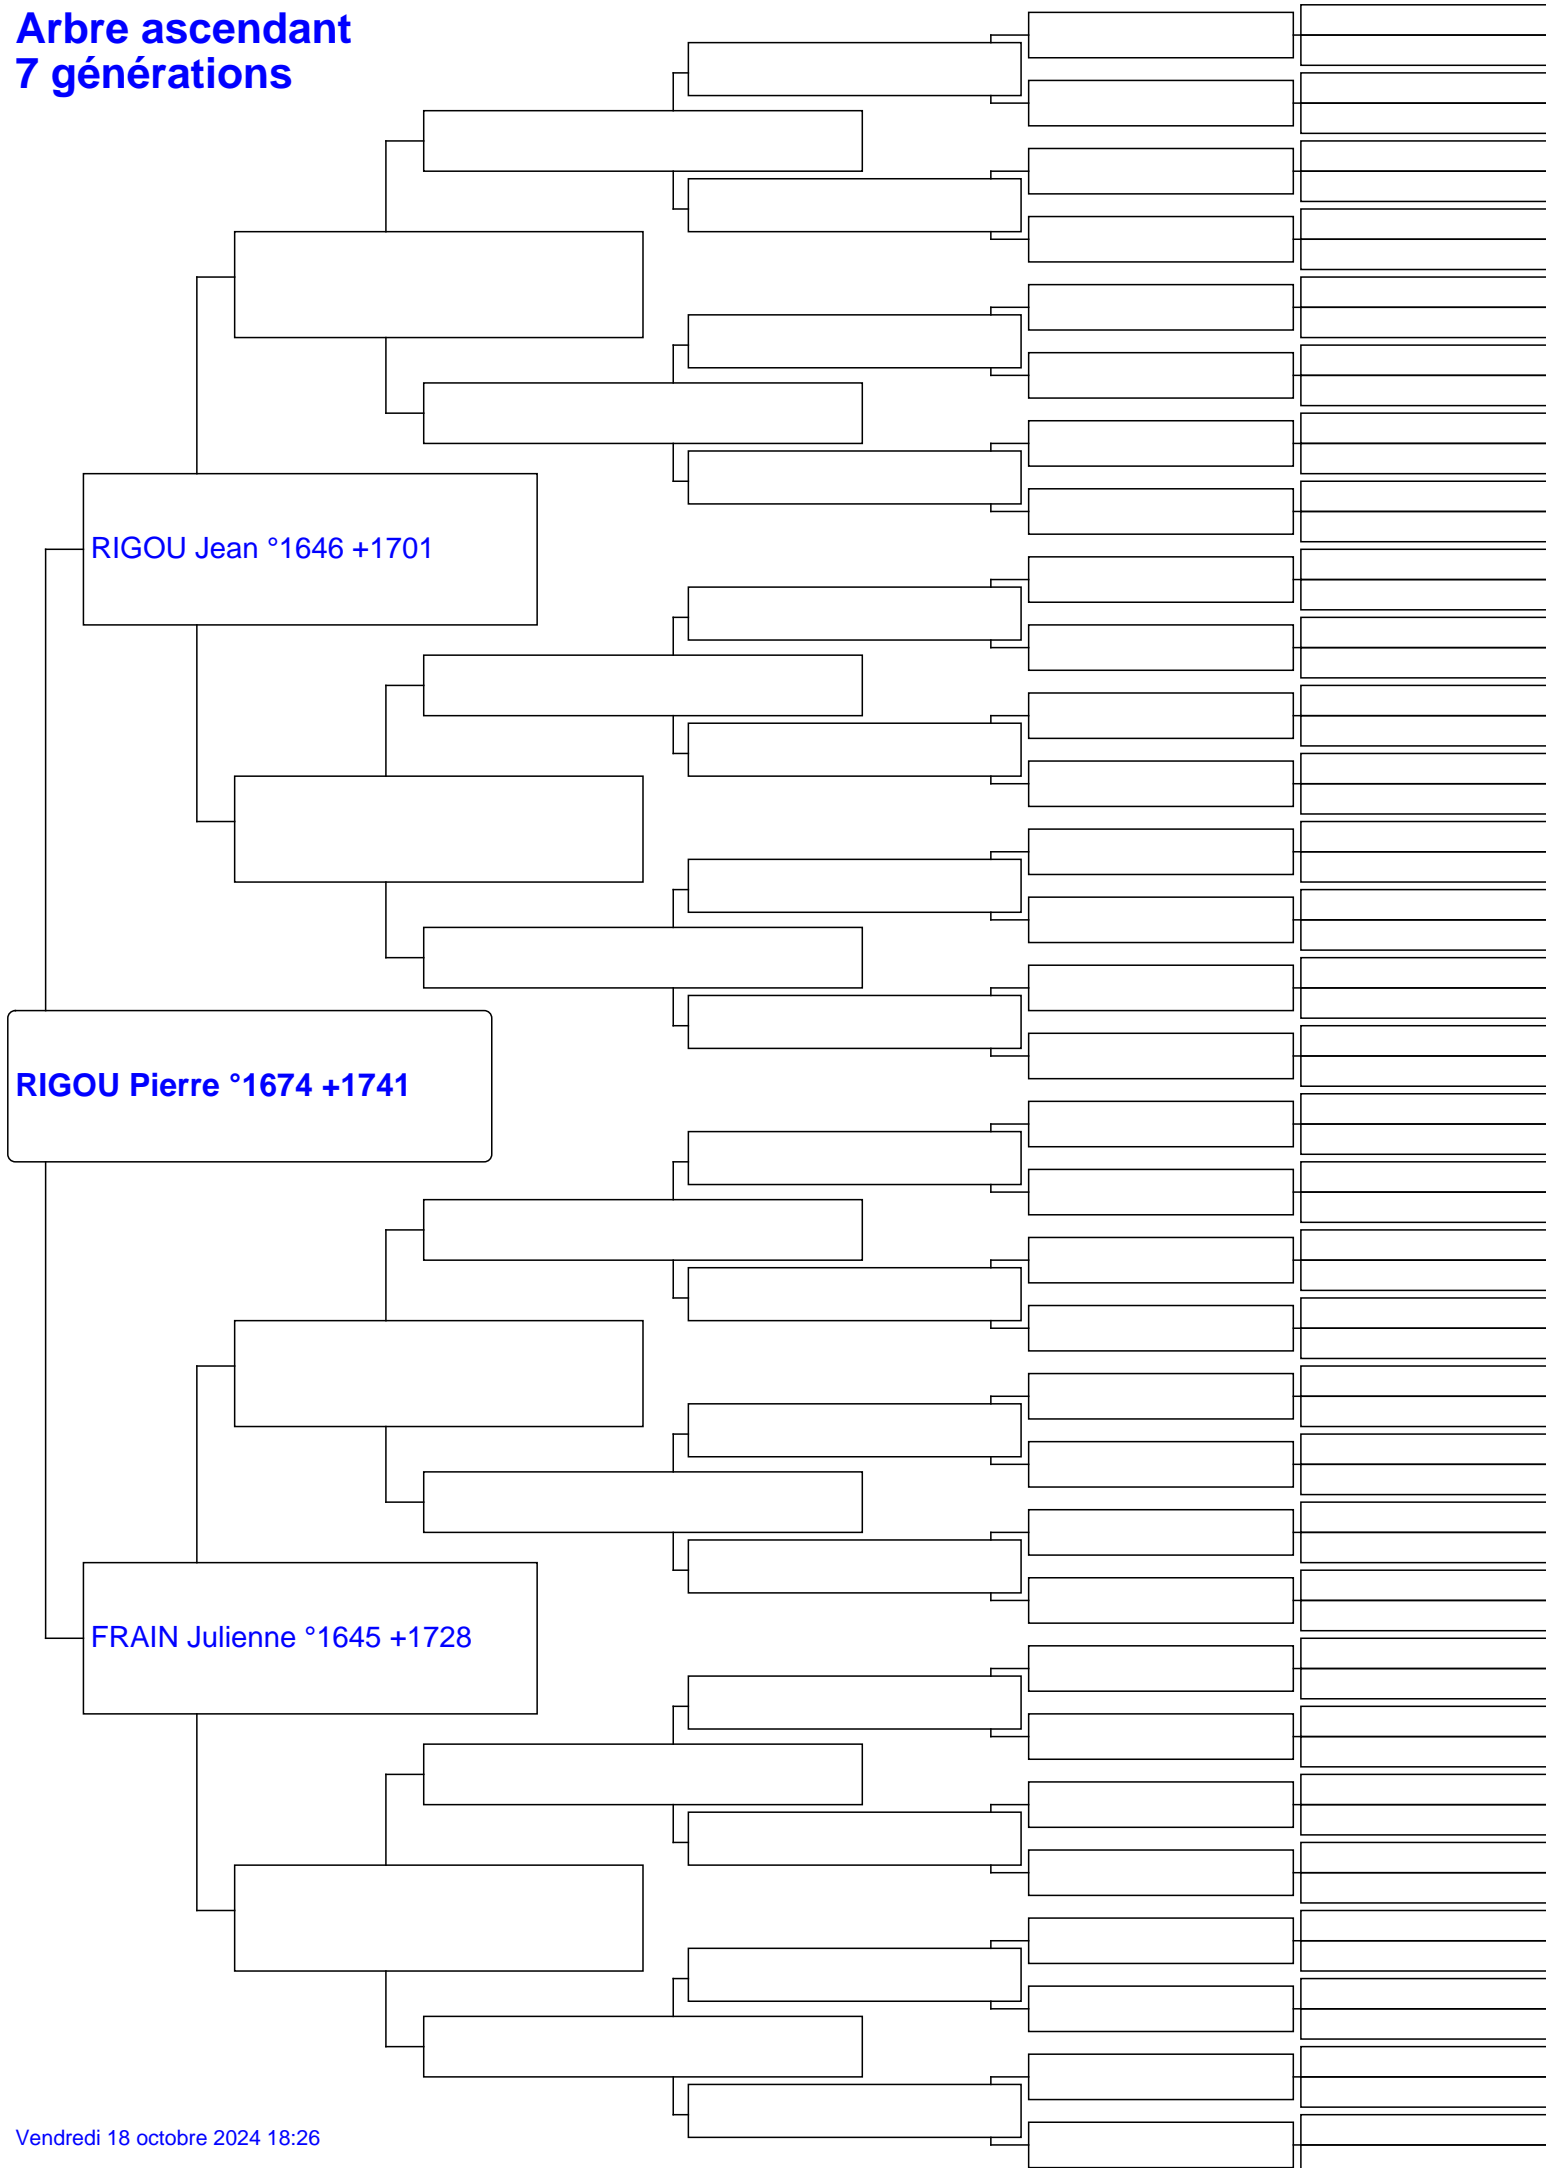 Arbre ascendant
7 générations
RIGOU Jean °1646 +1701
RIGOU Pierre °1674 +1741
FRAIN Julienne °1645 +1728
Vendredi 18 octobre 2024 18:26